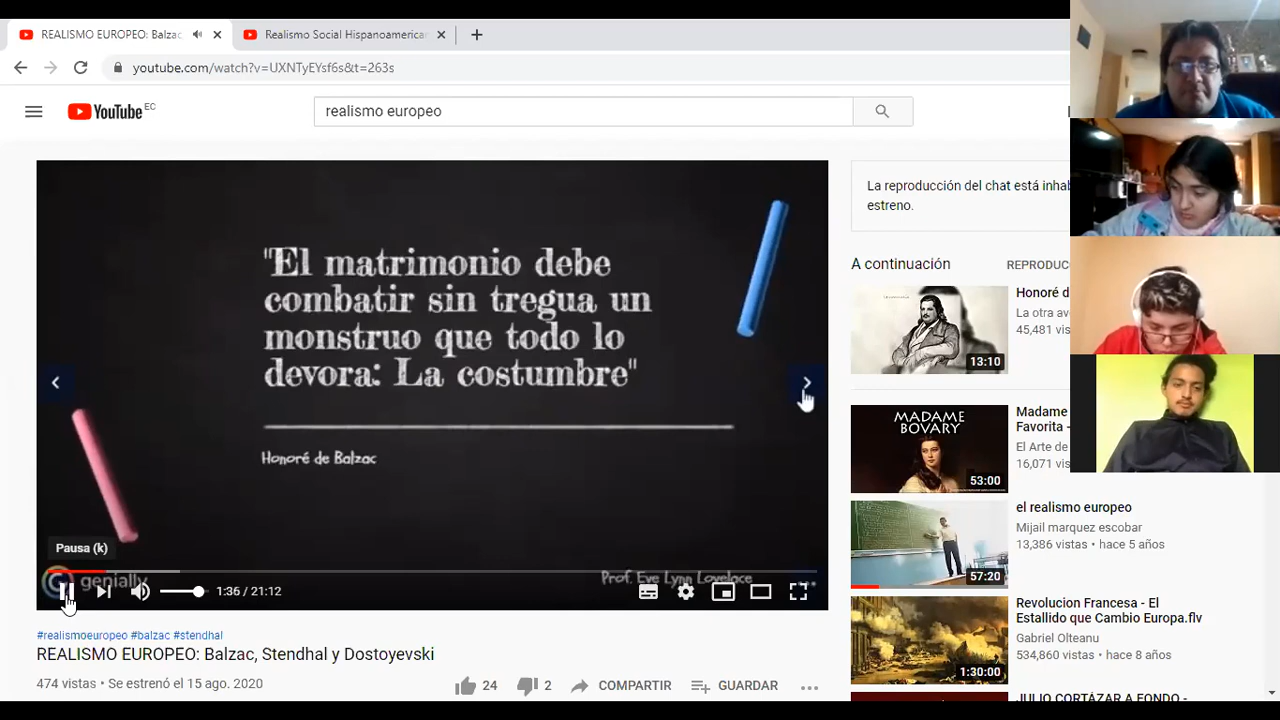 REALISMO EUROPEO: Balzac,
Realismo Social Hispanoamerican
youtube.com/watch?v=UXNTyEYsf6s&t=263s
YouTube EC
realismo europeo
"El matrimonio debe
combatir sin tregua un
monstruo que todo lo
devora: La costumbre"
Honoré de Balzac
Pausa (k)
genially
Prof. Eve Lynn Lovelace
1:36 / 21:12
#realismoeuropeo #balzac #stendhal
REALISMO EUROPEO: Balzac, Stendhal y Dostoyevski
474 vistas • Se estrenó el 15 ago. 2020
24
2
COMPARTIR
GUARDAR
La reproducción del chat está inhab
estreno.
A continuación
REPRODUC
13:10
Honoré d
La otra av
45,481 vis
MADAME
BOVARY
53:00
Madame
Favorita -
El Arte de
16,071 vis
57:20
el realismo europeo
Mijail marquez escobar
13,386 vistas • hace 5 años
1:30:00
Revolucion Francesa - El
Estallido que Cambio Europa.flv
Gabriel Olteanu
534,860 vistas • hace 8 años
JULIO CORTÁZAR A FONDO -